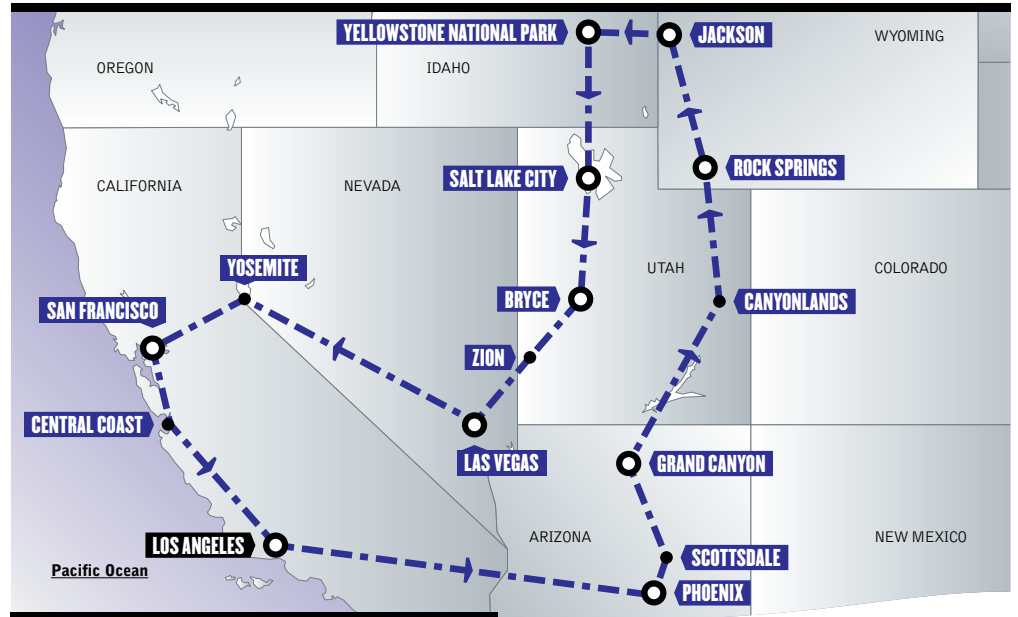 YELLOWSTONE NATIONAL PARK
JACKSON
WYOMING
OREGON
IDAHO
SALT LAKE CITY
ROCK SPRINGS
CALIFORNIA
NEVADA
YOSEMITE
UTAH
COLORADO
SAN FRANCISCO
BRYCE
CANYONLANDS
ZION
CENTRAL COAST
LAS VEGAS
GRAND CANYON
LOS ANGELES
ARIZONA
NEW MEXICO
SCOTTSDALE
Pacific Ocean
PHOENIX